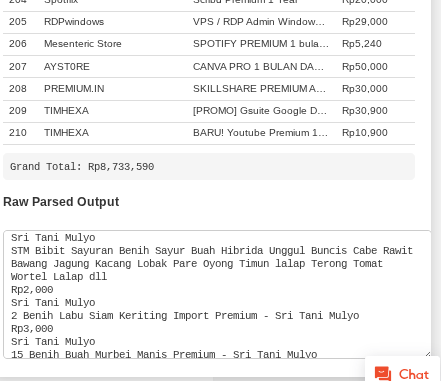 204 Spotfix Scribd Premium 1 Year Rp20,000
205 RDPwindows VPS / RDP Admin Window... Rp29,000
206 Mesenteric Store SPOTIFY PREMIUM 1 bula... Rp5,240
207 AYST0RE CANVA PRO 1 BULAN DA... Rp50,000
208 PREMIUM.IN SKILLSHARE PREMIUM A... Rp30,000
209 TIMHEXA [PROMO] Gsuite Google D... Rp30,900
210 TIMHEXA BARU! Youtube Premium 1... Rp10,900
Grand Total: Rp8,733,590
Raw Parsed Output
Sri Tani Mulyo
STM Bibit Sayuran Benih Sayur Buah Hibrida Unggul Buncis Cabe Rawit
Bawang Jagung Kacang Lobak Pare Oyong Timun lalap Terong Tomat
Wortel Lalap dll
Rp2,000
Sri Tani Mulyo
2 Benih Labu Siam Keriting Import Premium - Sri Tani Mulyo
Rp3,000
Sri Tani Mulyo
15 Benih Buah Murbei Manis Premium - Sri Tani Mulyo
Chat